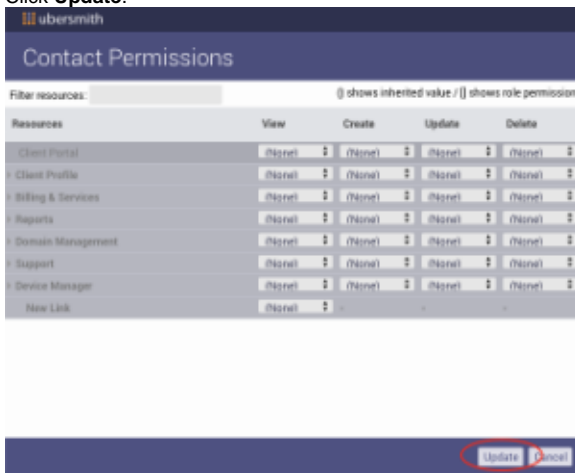 Click Update.
ubersmith
Contact Permissions
Filter resources: () shows inherited value / [] shows role permission
Resources View Create Update Delete
Client Portal (None) (None) (None) (None)
Client Profile (None) (None) (None) (None)
Billing & Services (None) (None) (None) (None)
Reports (None) (None) (None) (None)
Domain Management (None) (None) (None) (None)
Support (None) (None) (None) (None)
Device Manager (None) (None) (None) (None)
New Link (None) - - -
Update Cancel